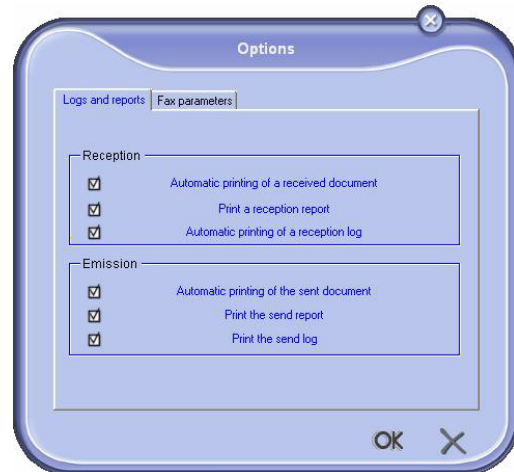 Options
Logs and reports
Fax parameters
Reception
Automatic printing of a received document
Print a reception report
Automatic printing of a reception log
Emission
Automatic printing of the sent document
Print the send report
Print the send log
OK